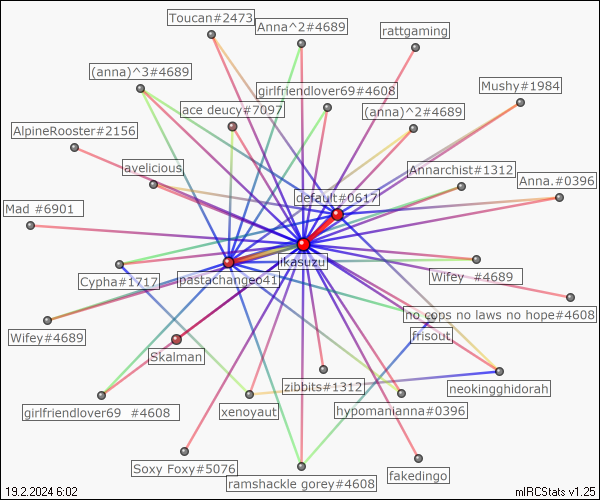 Toucan#2473
Anna^2#4689
rattgaming
(anna)^3#4689
girlfriendlover69#4608
Mushy#1984
ace deucy#7097
(anna)^2#4689
AlpineRooster#2156
avelicious
Annarchist#1312
Anna.#0396
default#0617
Mad #6901
ikasuzu
Cypha#1717
pastachangeo41
Wifey  #4689
no cops no laws no hope#4608
Wifey#4689
frisout
Skalman
zibbits#1312
neokingghidorah
girlfriendlover69  #4608
xenoyaut
hypomanianna#0396
Soxy Foxy#5076
ramshackle gorey#4608
fakedingo
19.2.2024 6:02
mIRCStats v1.25